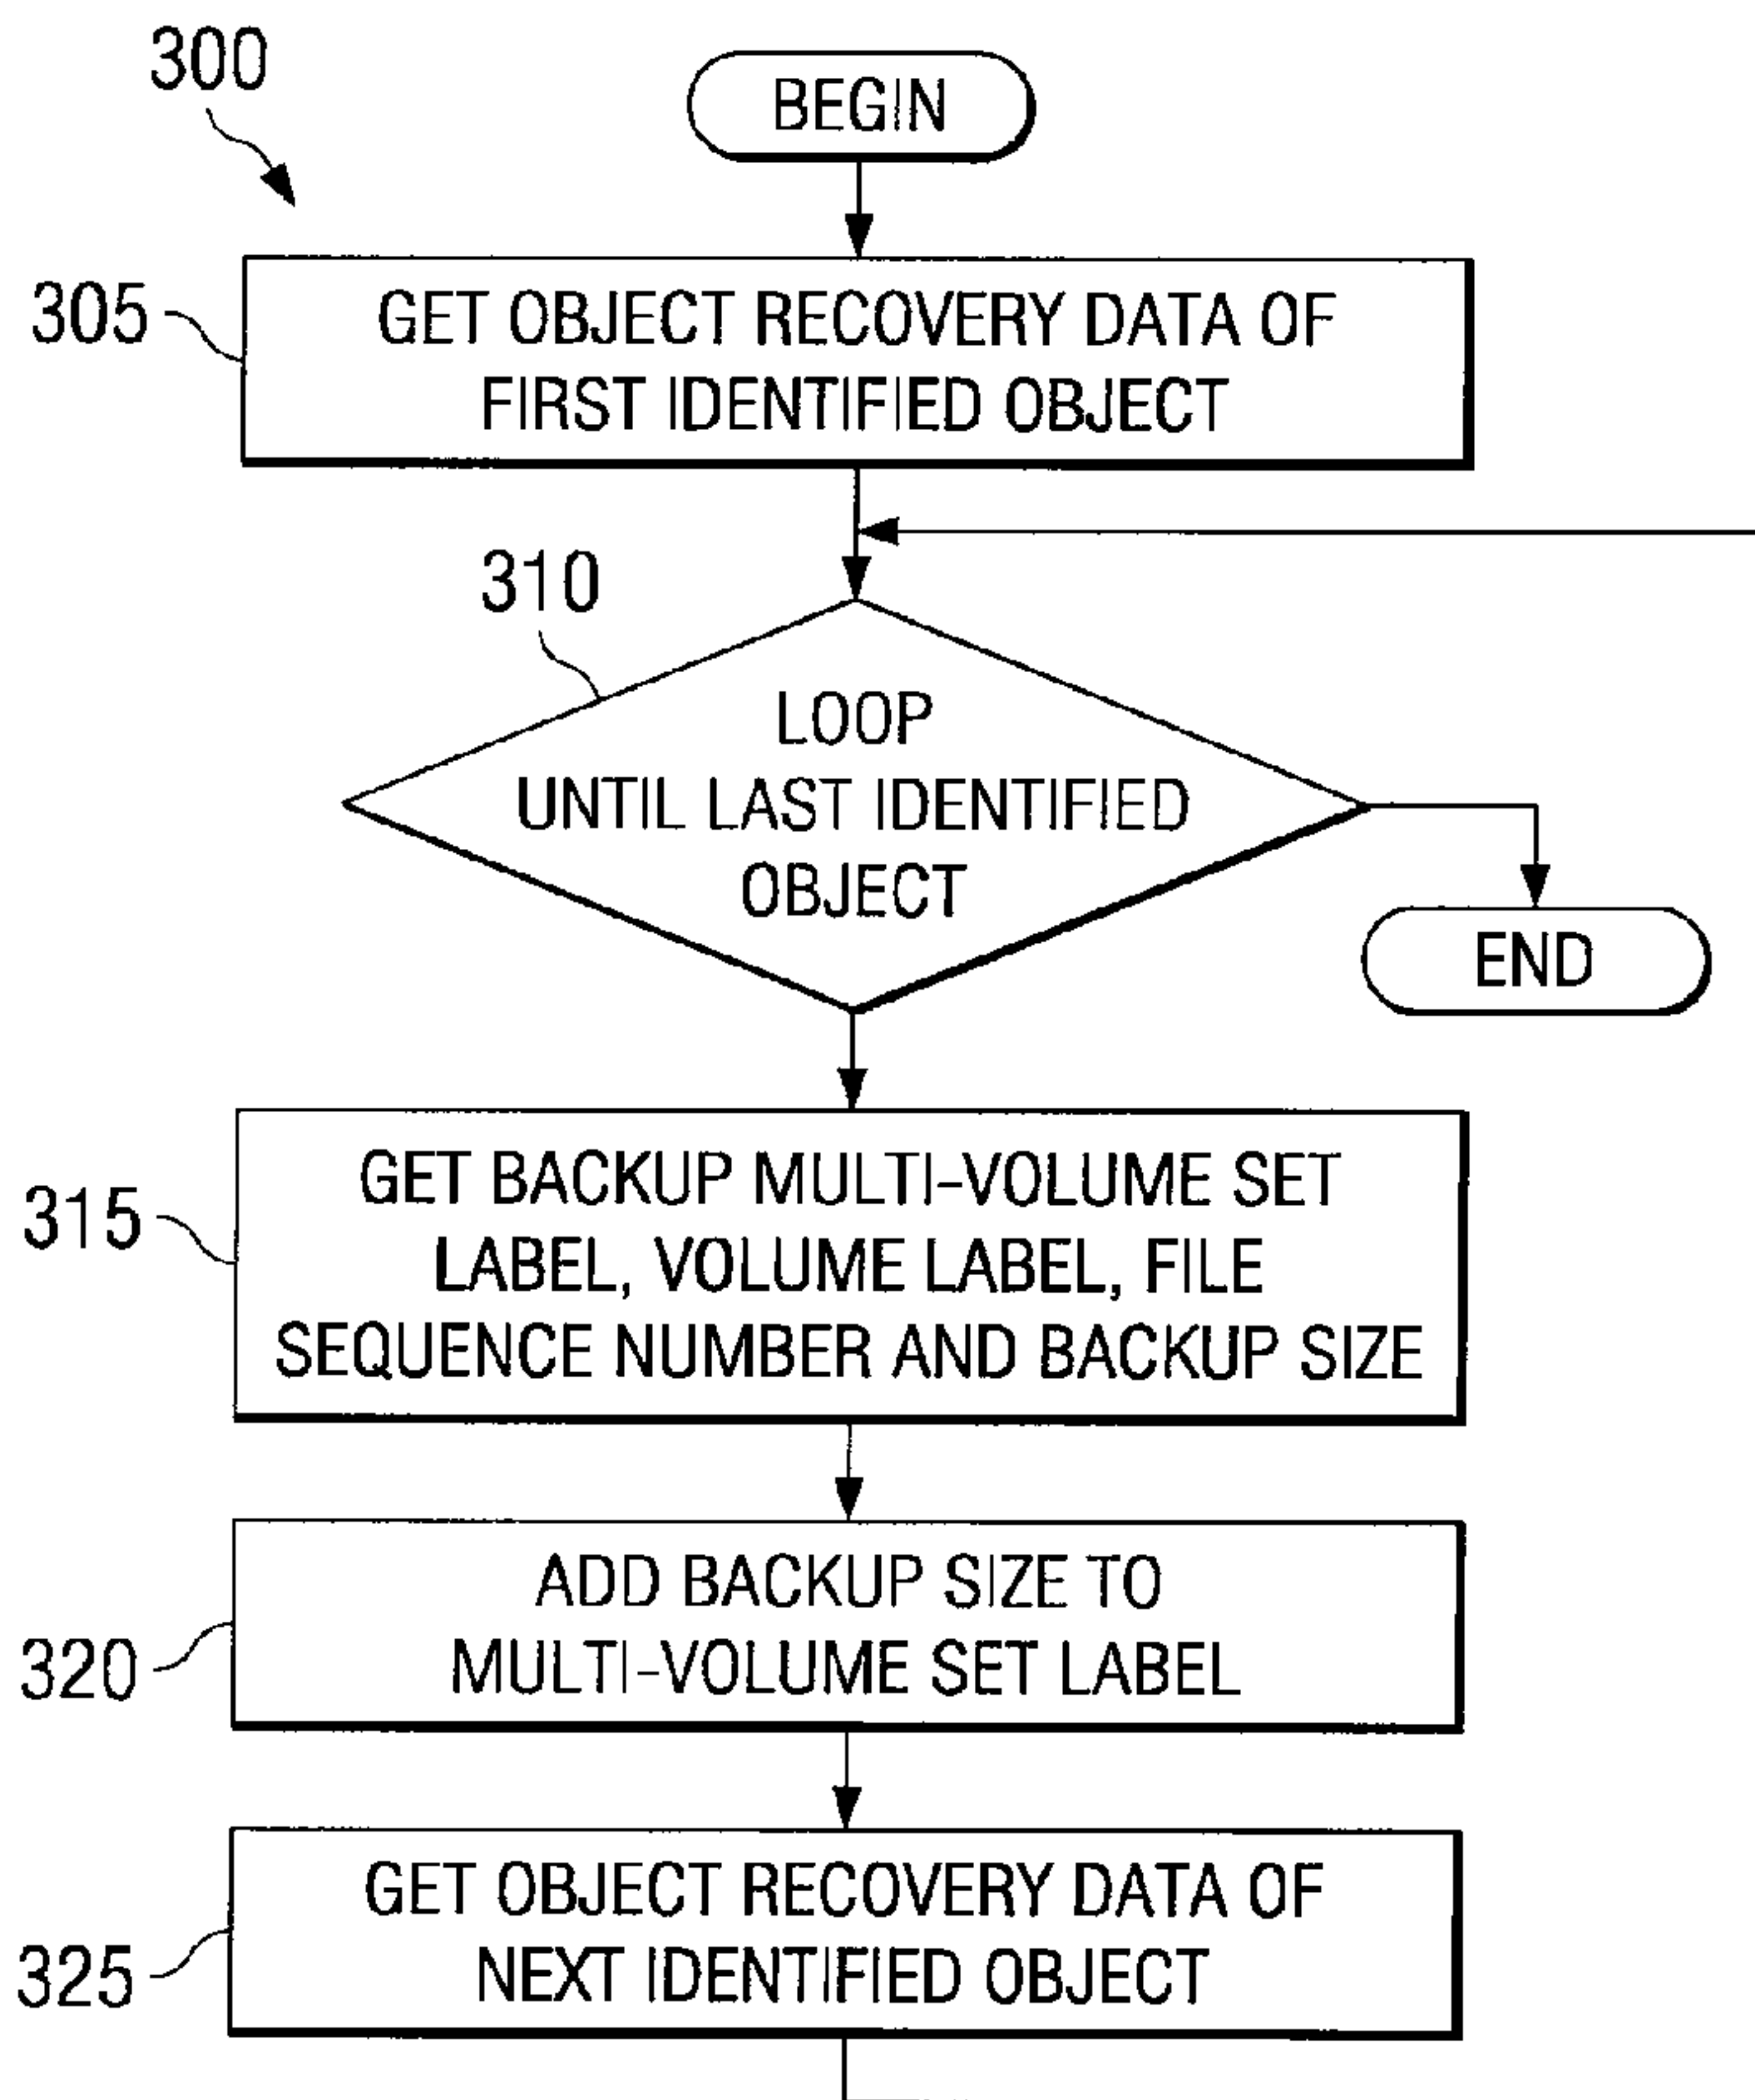 300
BEGIN
305
GET OBJECT RECOVERY DATA OF
FIRST IDENTIFIED OBJECT
310
LOOP
UNTIL LAST IDENTIFIED
OBJECT
END
315
GET BACKUP MULTI-VOLUME SET
LABEL, VOLUME LABEL, FILE
SEQUENCE NUMBER AND BACKUP SIZE
320
ADD BACKUP SIZE TO
MULTI-VOLUME SET LABEL
325
GET OBJECT RECOVERY DATA OF
NEXT IDENTIFIED OBJECT